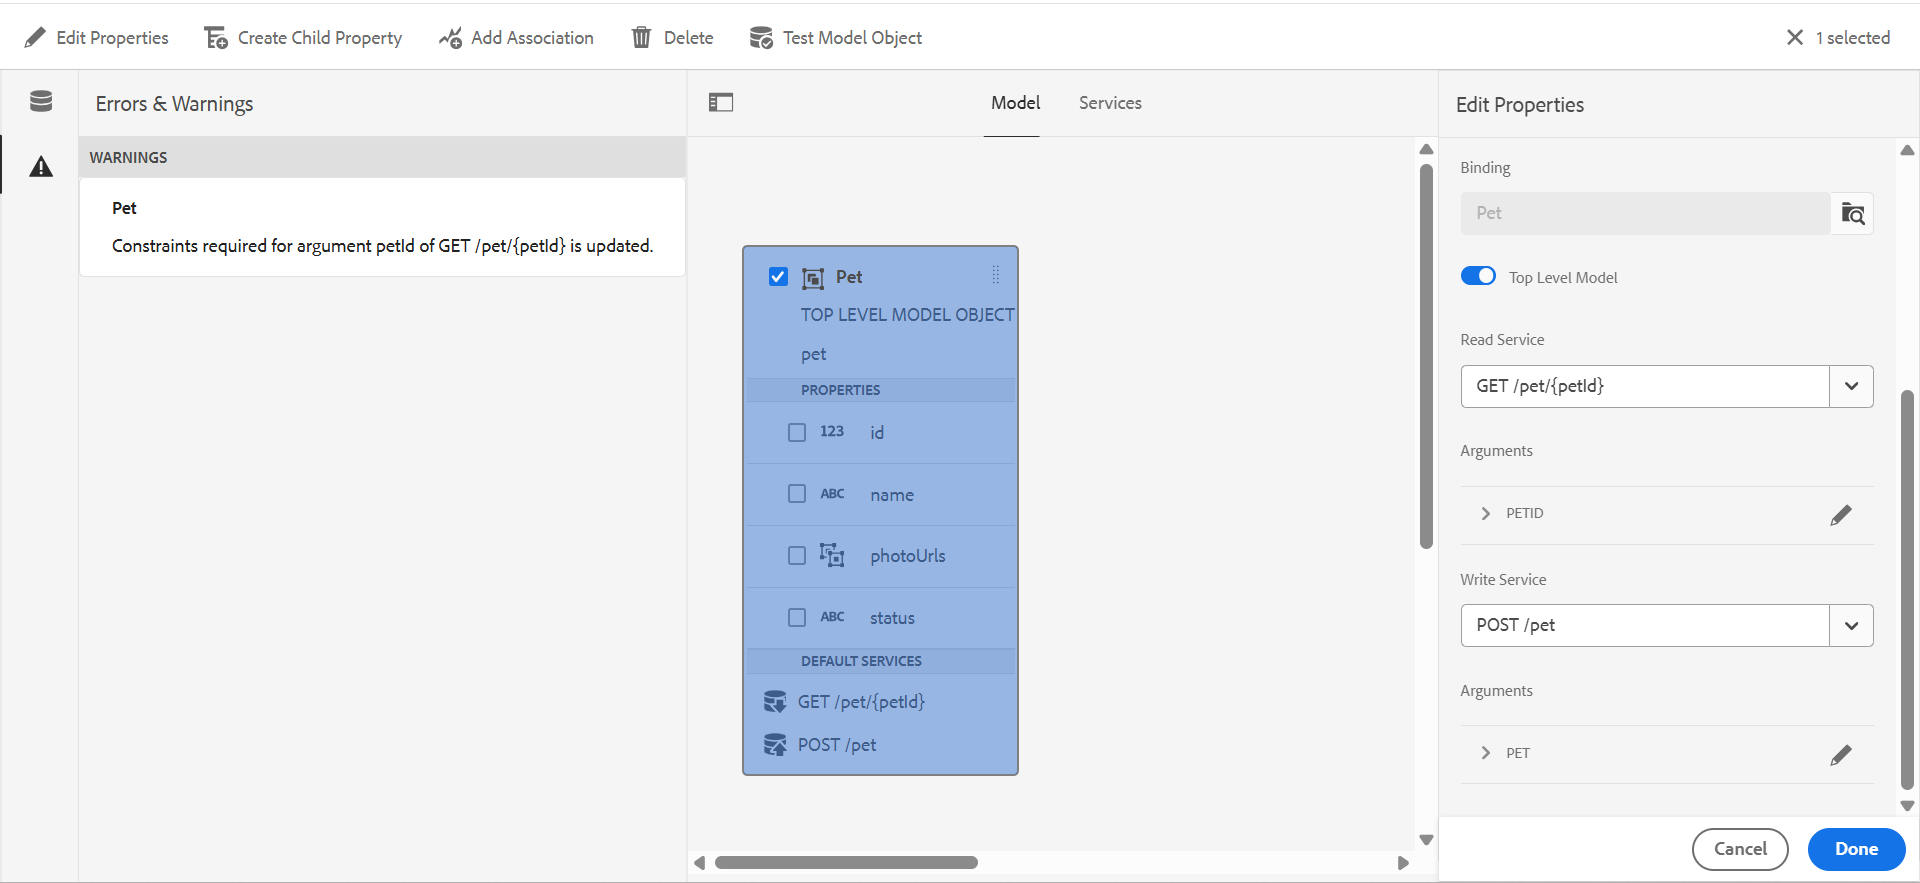 Edit Properties
Create Child Property
Add Association
Delete
Test Model Object
1 selected
Errors & Warnings
WARNINGS
Pet
Constraints required for argument petId of GET /pet/{petId} is updated.
Model
Services
Pet
TOP LEVEL MODEL OBJECT
pet
PROPERTIES
123 id
ABC name
photoUrls
ABC status
DEFAULT SERVICES
GET /pet/{petId}
POST /pet
Edit Properties
Binding
Pet
Top Level Model
Read Service
GET /pet/{petId}
Arguments
PETID
Write Service
POST /pet
Arguments
PET
Cancel
Done